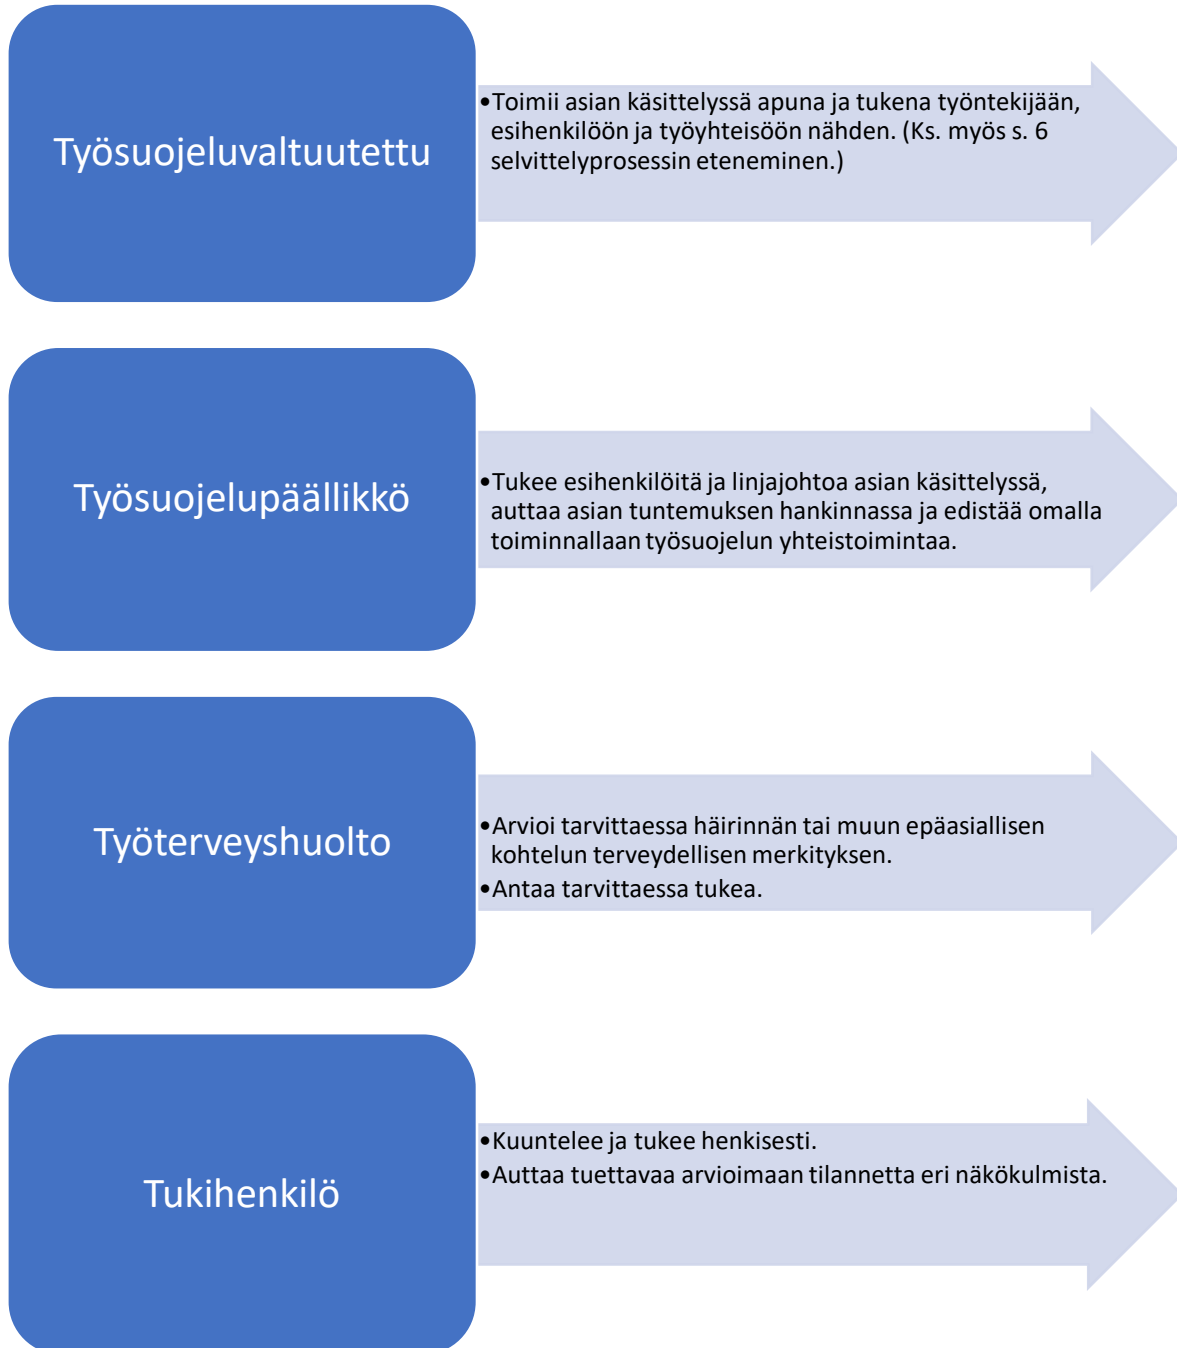 Työsuojeluvaltuutettu
•Toimii asian käsittelyssä apuna ja tukena työntekijään,
esihenkilöön ja työyhteisöön nähden. (Ks. myös s. 6
selvittelyprosessin eteneminen.)
Työsuojelupäällikkö
•Tukee esihenkilöitä ja linjajohtoa asian käsittelyssä,
auttaa asian tuntemuksen hankinnassa ja edistää omalla
toiminnallaan työsuojelun yhteistoimintaa.
Työterveyshuolto
•Arvioi tarvittaessa häirinnän tai muun epäasiallisen
kohtelun terveydellisen merkityksen.
•Antaa tarvittaessa tukea.
Tukihenkilö
•Kuuntelee ja tukee henkisesti.
•Auttaa tuettavaa arvioimaan tilannetta eri näkökulmista.